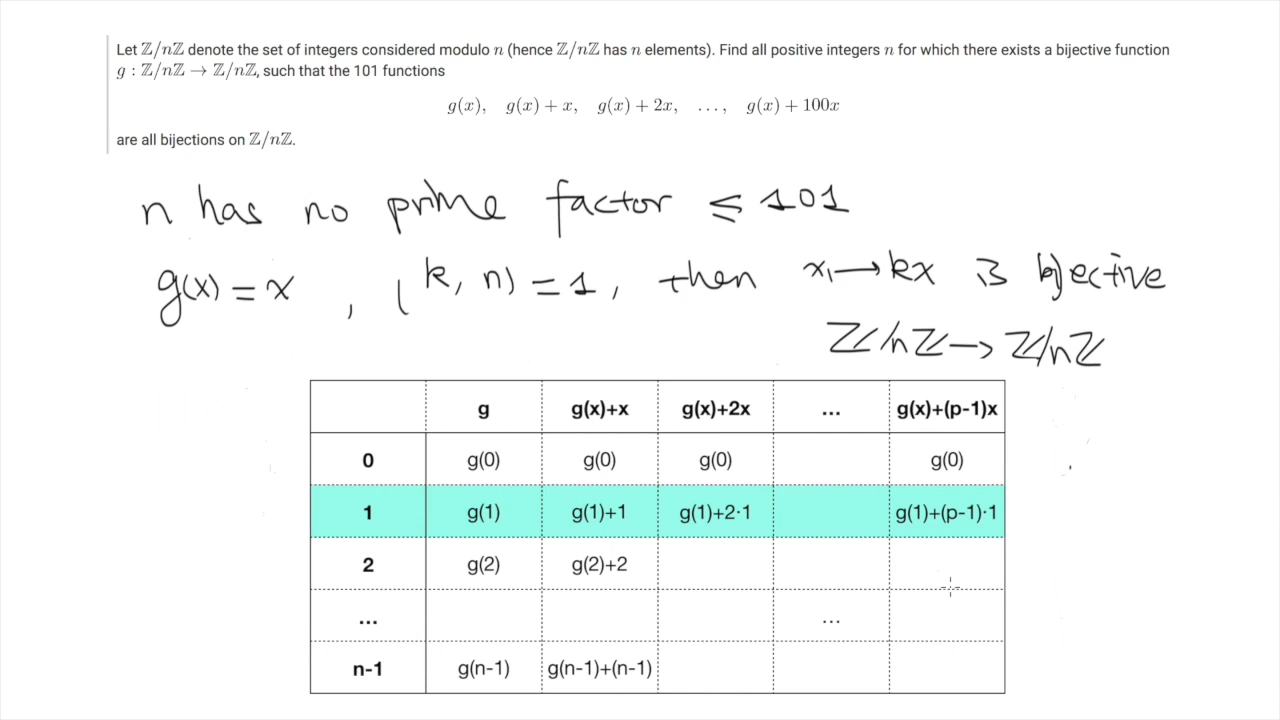 Let ℤ/nℤ denote the set of integers considered modulo n (hence ℤ/nℤ has n elements). Find all positive integers n for which there exists a bijective function
g : ℤ/nℤ → ℤ/nℤ, such that the 101 functions
g(x), g(x) + x, g(x) + 2x, ..., g(x) + 100x
are all bijections on ℤ/nℤ.
n has no prime factor ≤ 101
g(x) = x , (k, n) = 1, then x ↦ kx is bjective
ℤ/nℤ → ℤ/nℤ
g g(x)+x g(x)+2x ... g(x)+(p-1)x
0 g(0) g(0) g(0) g(0)
1 g(1) g(1)+1 g(1)+2·1 g(1)+(p-1)·1
2 g(2) g(2)+2
... ...
n-1 g(n-1) g(n-1)+(n-1)